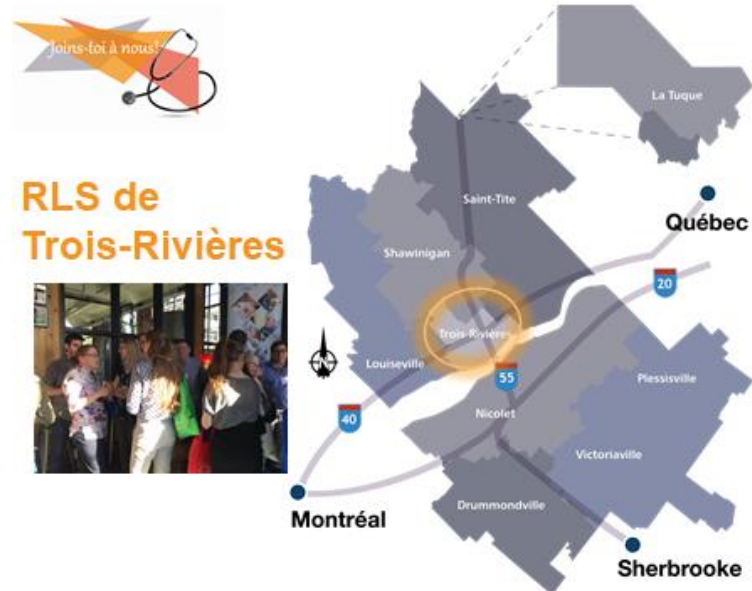 Joins-toi à nous!
RLS de
Trois-Rivières
La Tuque
Saint-Tite
Québec
Shawinigan
20
Trois-Rivières
Louiseville
55
Plessisville
40
Nicolet
Victoriaville
Montréal
Drummondville
Sherbrooke
N